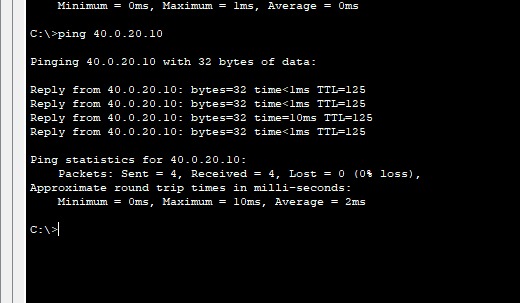 Minimum = 0ms, Maximum = 1ms, Average = 0ms
C:\>ping 40.0.20.10
Pinging 40.0.20.10 with 32 bytes of data:
Reply from 40.0.20.10: bytes=32 time<1ms TTL=125
Reply from 40.0.20.10: bytes=32 time<1ms TTL=125
Reply from 40.0.20.10: bytes=32 time=10ms TTL=125
Reply from 40.0.20.10: bytes=32 time<1ms TTL=125
Ping statistics for 40.0.20.10:
Packets: Sent = 4, Received = 4, Lost = 0 (0% loss),
Approximate round trip times in milli-seconds:
Minimum = 0ms, Maximum = 10ms, Average = 2ms
C:\>